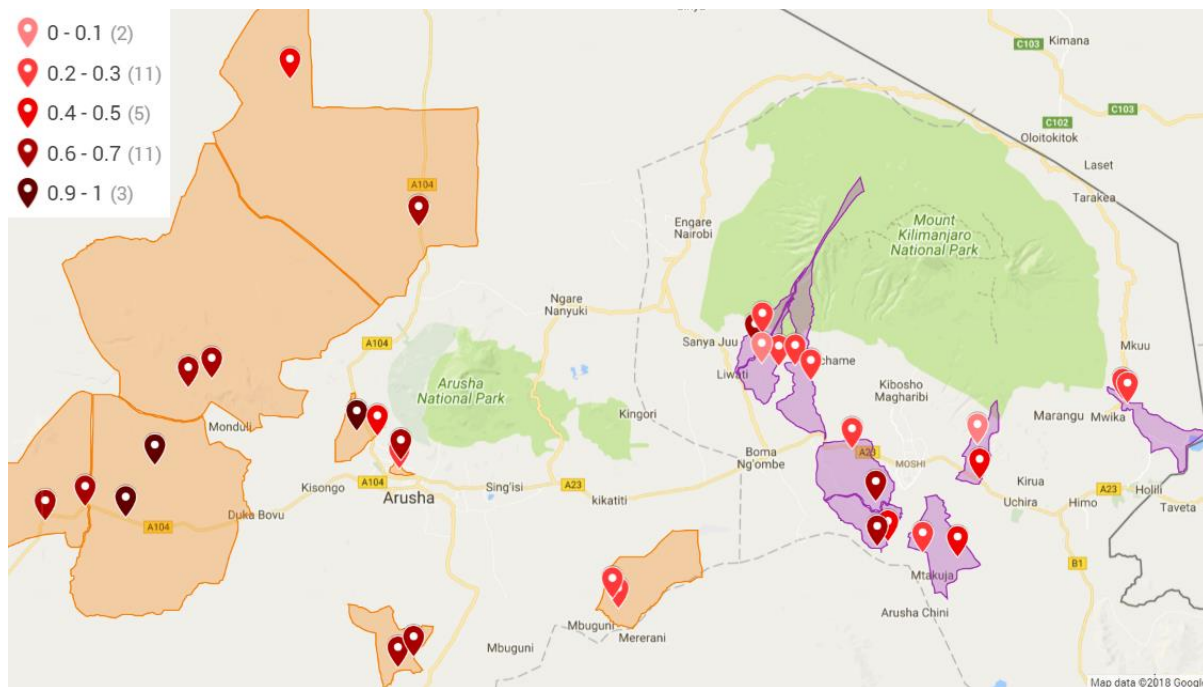 0 - 0.1 (2)
0.2 - 0.3 (11)
0.4 - 0.5 (5)
0.6 - 0.7 (11)
0.9 - 1 (3)
C103
Kimana
C103
C102
Oloitokitok
Laset
Tarakea
A104
Engare
Nairobi
Mount
Kilimanjaro
National Park
Ngare
Nanyuki
A104
Sanya Juu
Mkuu
Liwati
Arusha
National Park
Kibosho
Magharibi
Kingori
Marangu
Mwika
Monduli
Boma
Ng'ombe
A23
MOSHI
Kisongo
A104
Arusha
Sing'isi
A23
kikatiti
Kirua
Uchira
Himo
A23
Holili
Taveta
Duka Bovu
A104
B1
Mtakuja
Arusha Chini
Mbuguni
Mererani
Mbuguni
Map data ©2018 Google